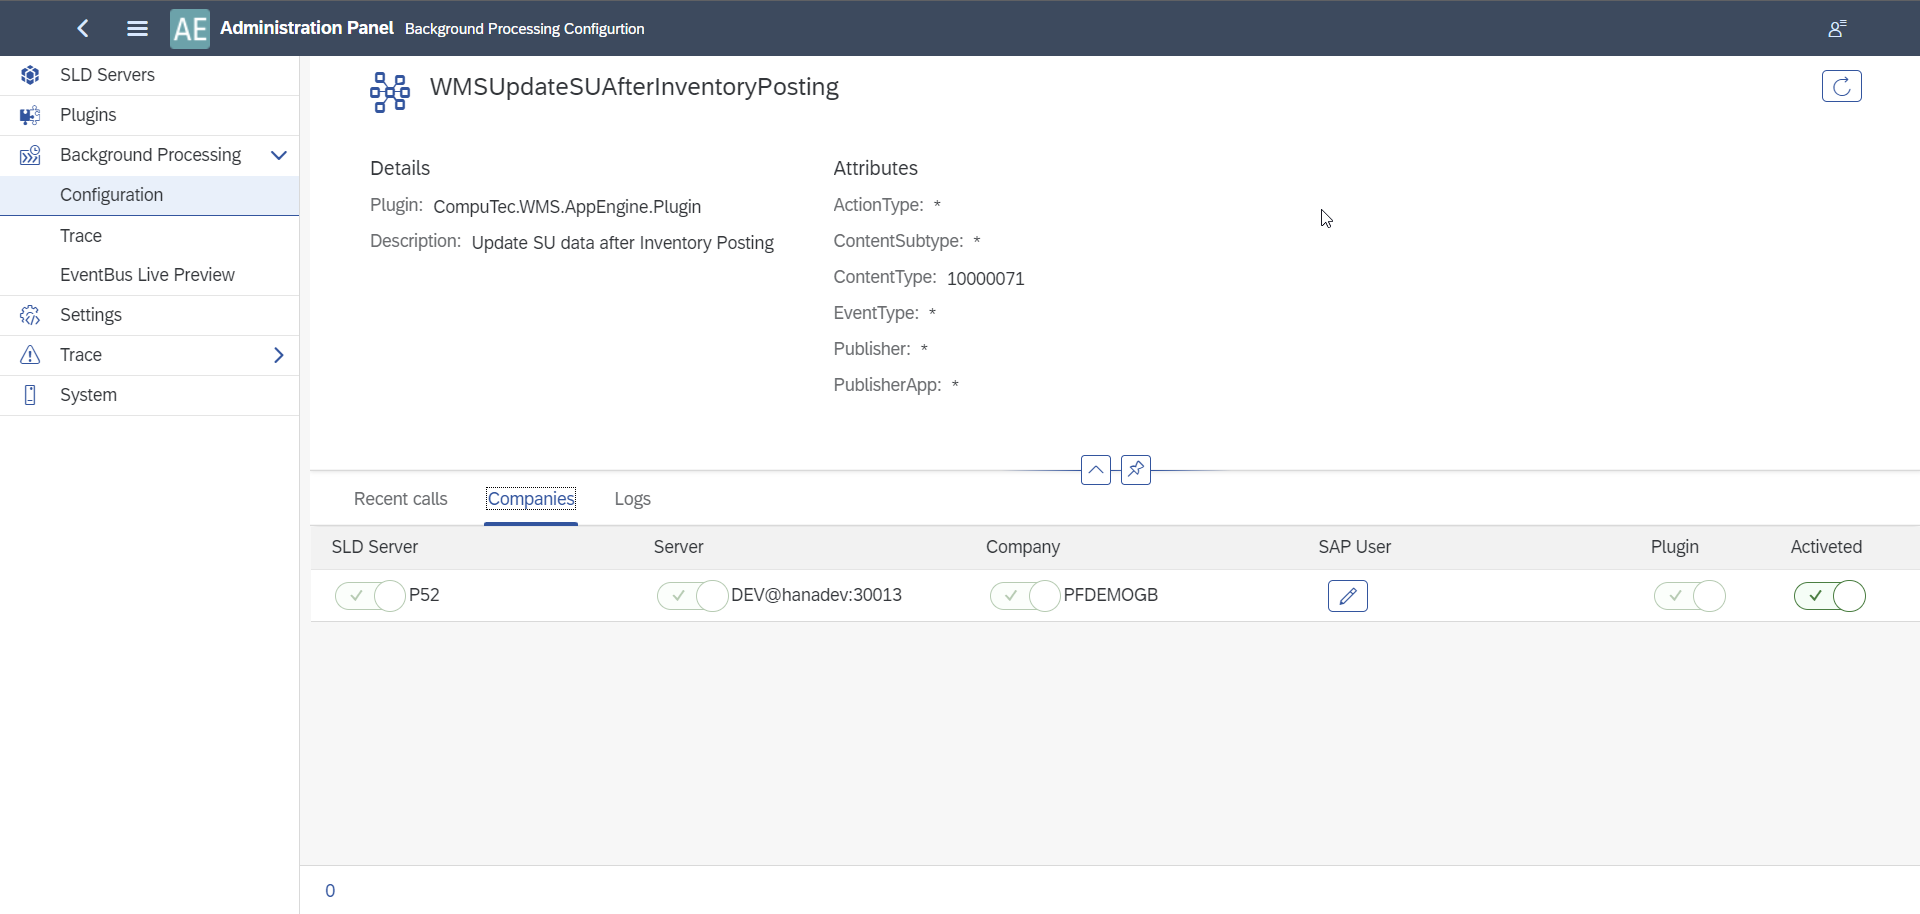 AE Administration Panel Background Processing Configurtion
SLD Servers
Plugins
Background Processing
Configuration
Trace
EventBus Live Preview
Settings
Trace
System
WMSUpdateSUAfterInventoryPosting
Details
Plugin: CompuTec.WMS.AppEngine.Plugin
Description: Update SU data after Inventory Posting
Attributes
ActionType: *
ContentSubtype: *
ContentType: 10000071
EventType: *
Publisher: *
PublisherApp: *
Recent calls Companies Logs
SLD Server Server Company SAP User Plugin Activeted
P52 DEV@hanadev:30013 PFDEMOGB
0